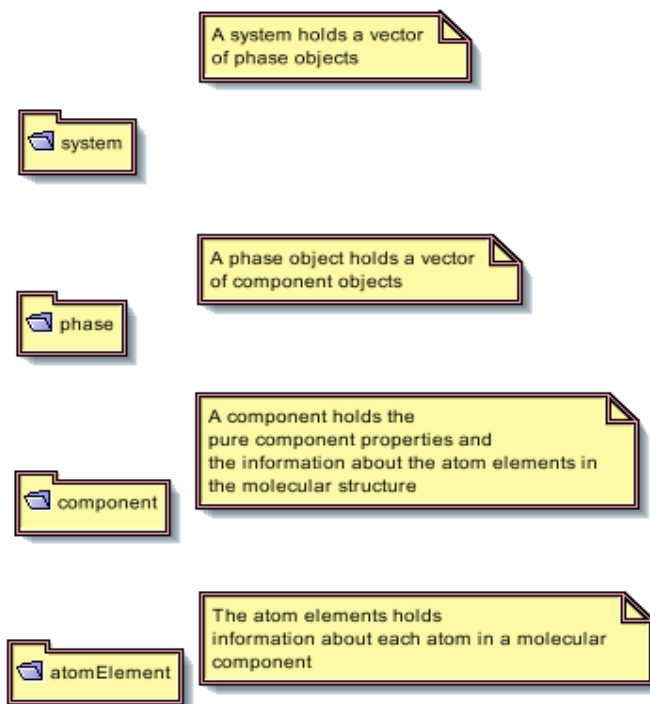 A system holds a vector
of phase objects
system
A phase object holds a vector
of component objects
phase
A component holds the
pure component properties and
the information about the atom elements in
the molecular structure
component
The atom elements holds
information about each atom in a molecular
component
atomElement